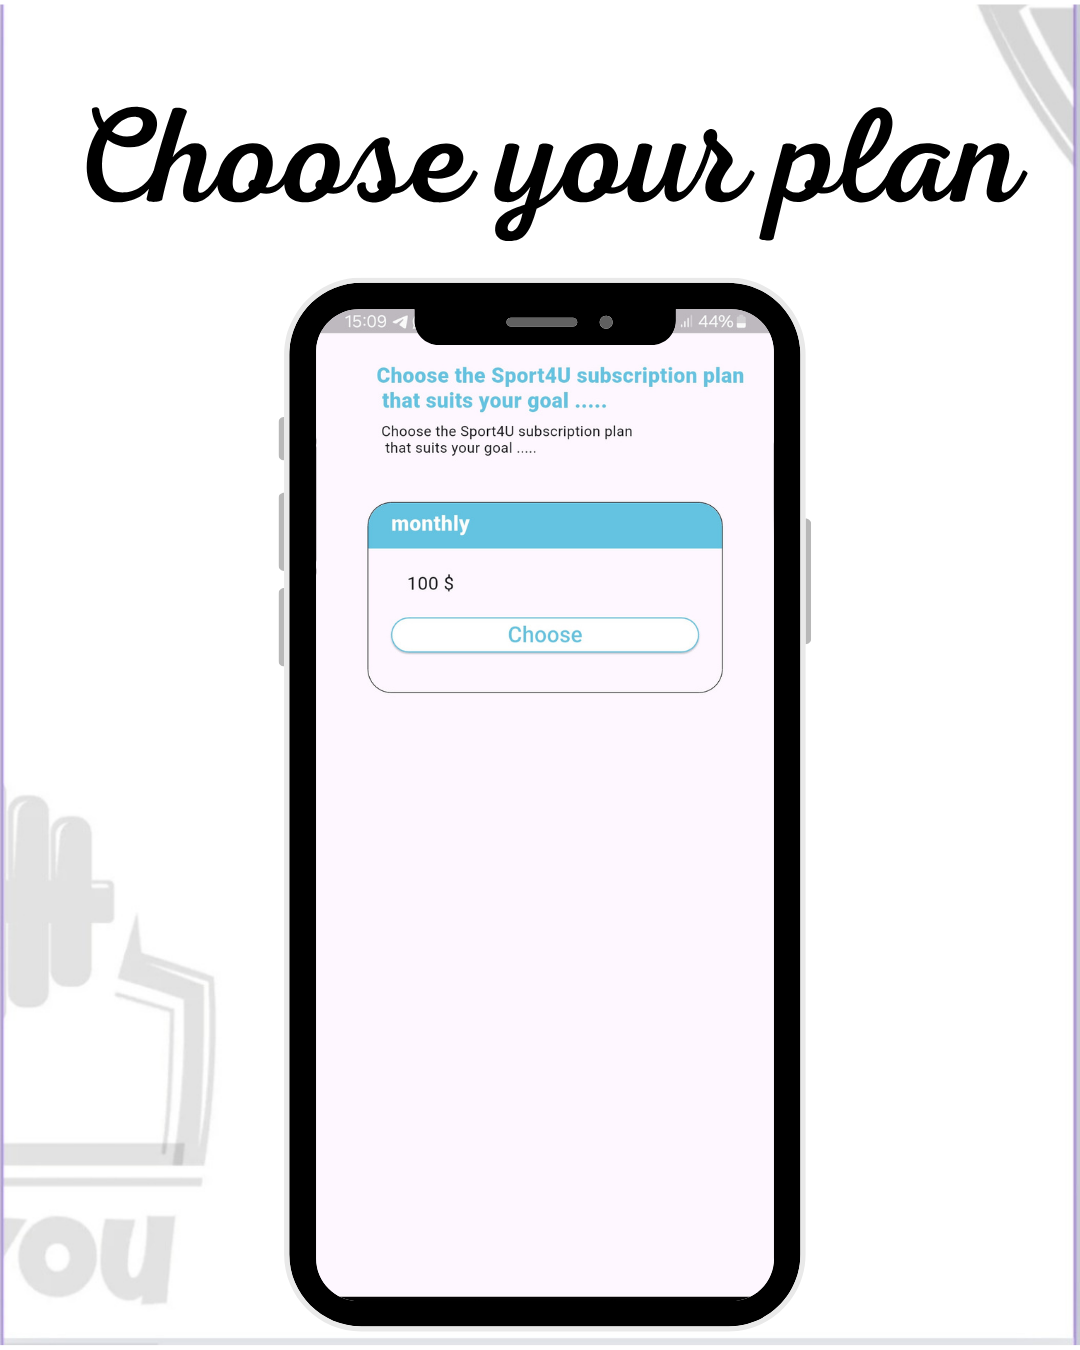 Choose your plan
15:09 44%
Choose the Sport4U subscription plan
that suits your goal .....
Choose the Sport4U subscription plan
that suits your goal .....
monthly
100 $
Choose
YOU